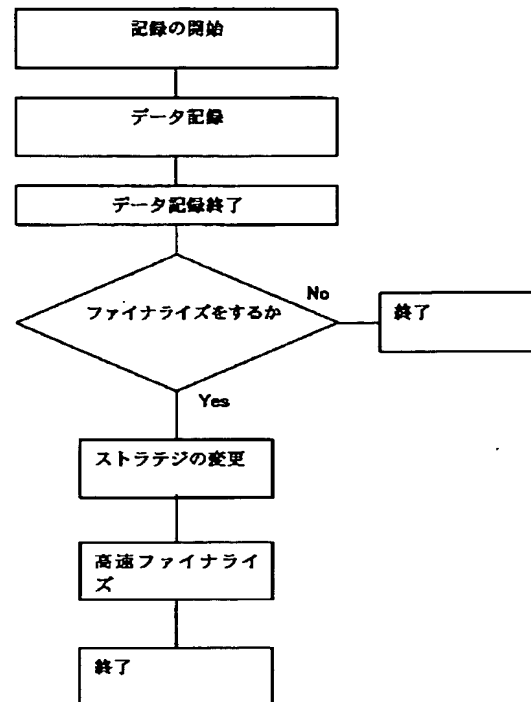 記録の開始
データ記録
データ記録終了
ファイナライズをするか
No
終了
Yes
ストラテジの変更
高速ファイナライ
ズ
終了